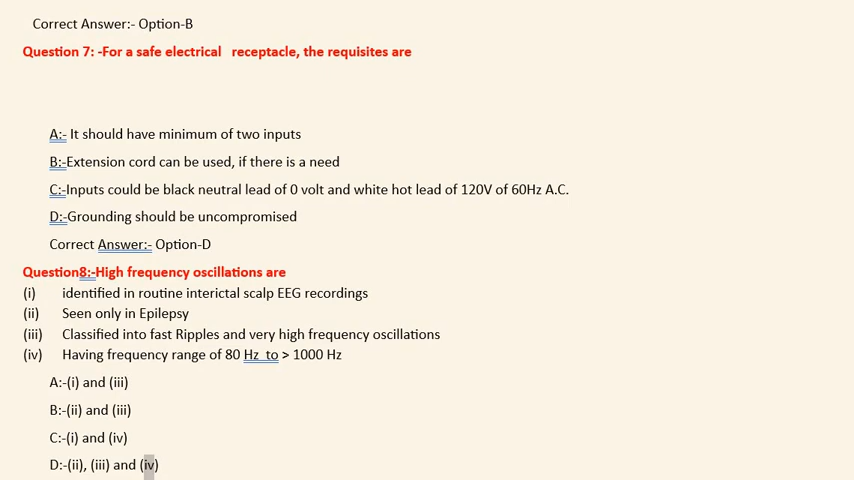 Correct Answer:- Option-B
Question 7: -For a safe electrical receptacle, the requisites are
A:- It should have minimum of two inputs
B:-Extension cord can be used, if there is a need
C:-Inputs could be black neutral lead of 0 volt and white hot lead of 120V of 60Hz A.C.
D:-Grounding should be uncompromised
Correct Answer:- Option-D
Question8:-High frequency oscillations are
(i) identified in routine interictal scalp EEG recordings
(ii) Seen only in Epilepsy
(iii) Classified into fast Ripples and very high frequency oscillations
(iv) Having frequency range of 80 Hz to > 1000 Hz
A:-(i) and (iii)
B:-(ii) and (iii)
C:-(i) and (iv)
D:-(ii), (iii) and (iv)